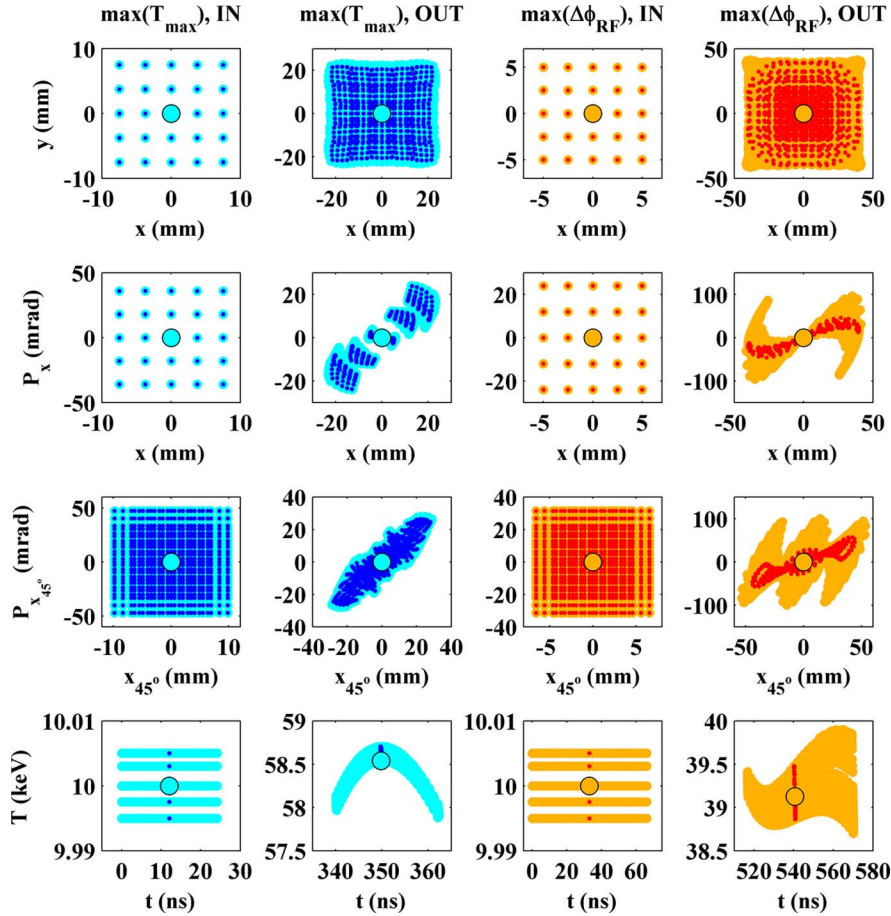 max(T_max), IN max(T_max), OUT max(Δϕ_RF), IN max(Δϕ_RF), OUT
10 20 5 50
y (mm) 0 0 0 0
-10 -20 -5 -50
-10 0 10 -20 0 20 -5 0 5 -50 0 50
x (mm) x (mm) x (mm) x (mm)
50 20 20 100
P_x (mrad) 0 0 0 0
-50 -20 -20 -100
-10 0 10 -20 0 20 -5 0 5 -50 0 50
x (mm) x (mm) x (mm) x (mm)
50 40 40 100
20 20
P_x45° (mrad) 0 0 0 0
-20 -20
-50 -40 -40 -100
-10 0 10 -40 -20 0 20 40 -5 0 5 -50 0 50
x_45° (mm) x_45° (mm) x_45° (mm) x_45° (mm)
10.01 59 10.01 40
58.5 39.5
T (keV) 10 58 10 39
9.99 57.5 9.99 38.5
0 10 20 30 340 350 360 0 20 40 60 80 520 540 560 580
t (ns) t (ns) t (ns) t (ns)